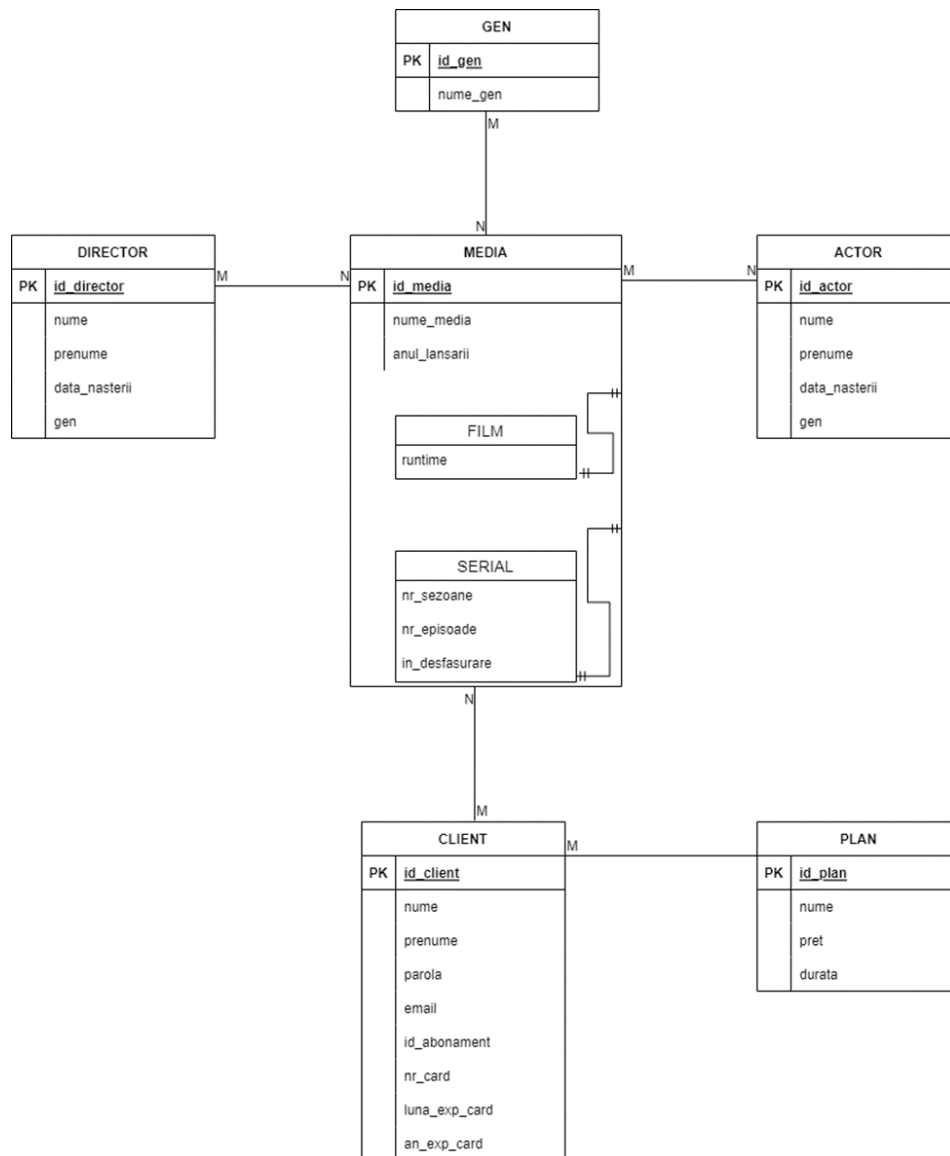 GEN
PK id_gen
nume_gen
M
N
DIRECTOR
PK id_director
nume
prenume
data_nasterii
gen
M
N
MEDIA
PK id_media
nume_media
anul_lansarii
FILM
runtime
SERIAL
nr_sezoane
nr_episoade
in_desfasurare
M
N
ACTOR
PK id_actor
nume
prenume
data_nasterii
gen
N
M
CLIENT
PK id_client
nume
prenume
parola
email
id_abonament
nr_card
luna_exp_card
an_exp_card
M
PLAN
PK id_plan
nume
pret
durata